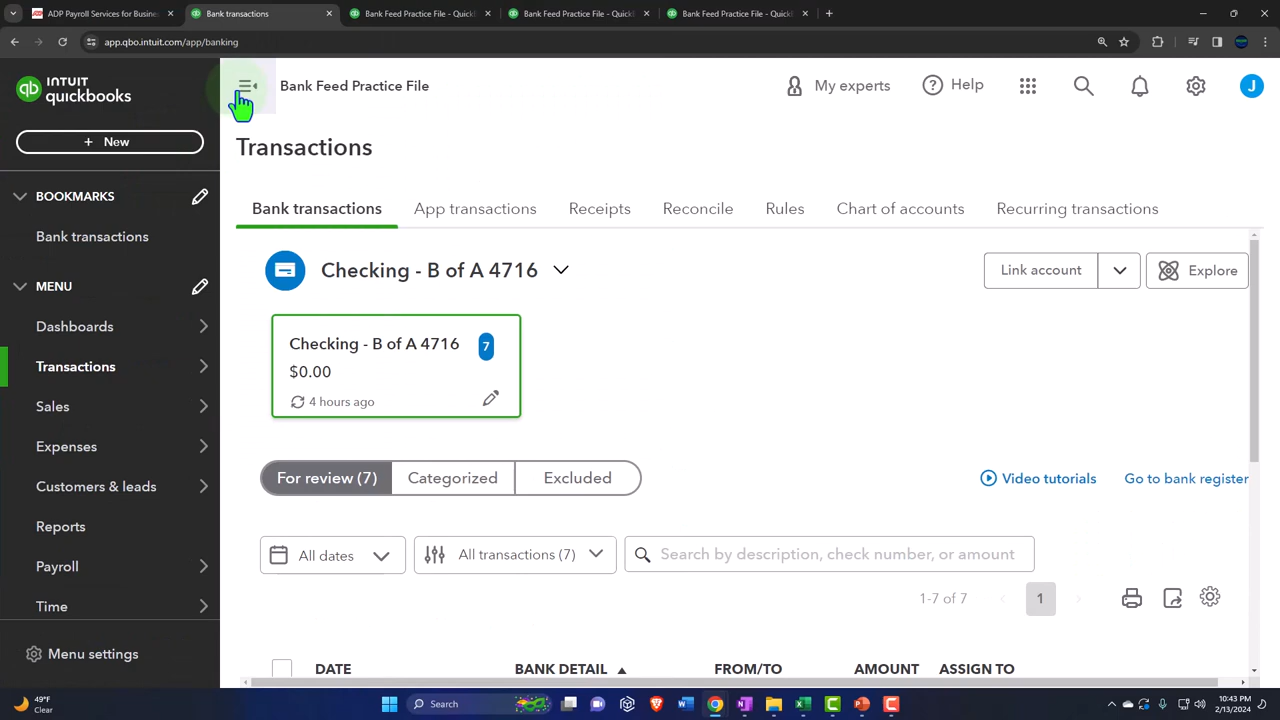 ADP Payroll Services for Busine
Bank transactions
Bank Feed Practice File - Quick
Bank Feed Practice File - Quick
Bank Feed Practice File - Quick
app.qbo.intuit.com/app/banking
INTUIT
quickbooks
Bank Feed Practice File
My experts
Help
J
+ New
Transactions
BOOKMARKS
Bank transactions
App transactions
Receipts
Reconcile
Rules
Chart of accounts
Recurring transactions
Bank transactions
Checking - B of A 4716
Link account
Explore
MENU
Dashboards
Transactions
Sales
Expenses
Customers & leads
Reports
Payroll
Time
Menu settings
Checking - B of A 4716
7
$0.00
4 hours ago
For review (7)
Categorized
Excluded
Video tutorials
Go to bank register
All dates
All transactions (7)
Search by description, check number, or amount
1-7 of 7
1
DATE
BANK DETAIL
FROM/TO
AMOUNT
ASSIGN TO
49°F
Clear
Search
10:43 PM
2/13/2024